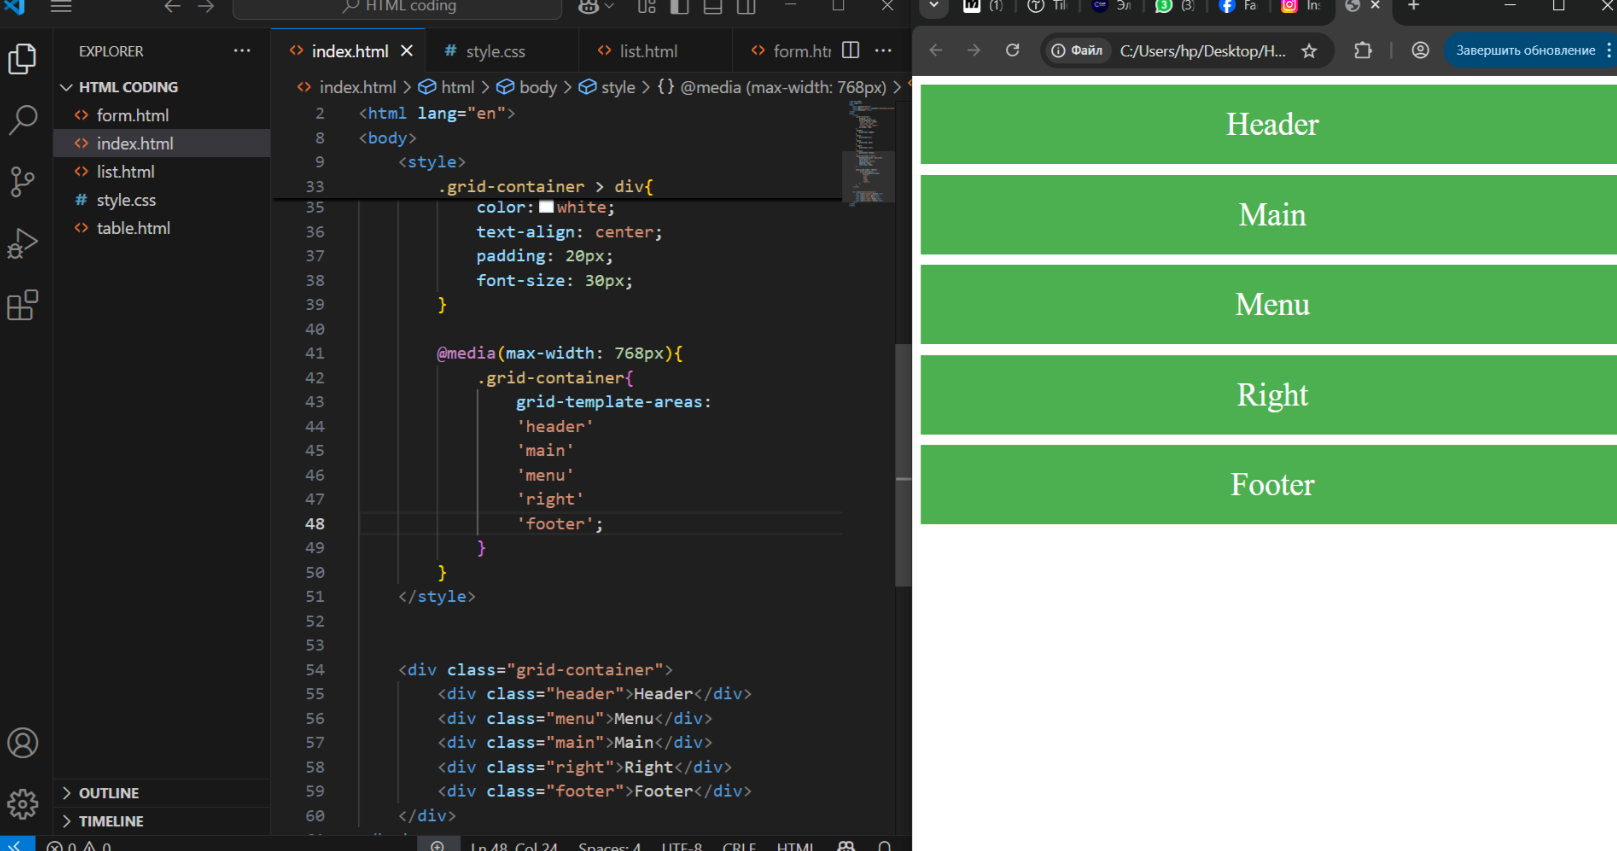 HTML coding
EXPLORER
HTML CODING
form.html
index.html
list.html
style.css
table.html
OUTLINE
TIMELINE
index.html
style.css
list.html
index.html > html > body > style > {} @media (max-width: 768px) >
2 <html lang="en">
8 <body>
9 <style>
33 .grid-container > div{
35 color: white;
36 text-align: center;
37 padding: 20px;
38 font-size: 30px;
39 }
40
41 @media(max-width: 768px){
42 .grid-container{
43 grid-template-areas:
44 'header'
45 'main'
46 'menu'
47 'right'
48 'footer';
49 }
50 }
51 </style>
52
53
54 <div class="grid-container">
55 <div class="header">Header</div>
56 <div class="menu">Menu</div>
57 <div class="main">Main</div>
58 <div class="right">Right</div>
59 <div class="footer">Footer</div>
60 </div>
0 0
Ln 48, Col 24 Spaces: 4 UTF-8 CRLF HTML
(1)
3 (3)
Файл C:/Users/hp/Desktop/H...
Завершить обновление
Header
Main
Menu
Right
Footer